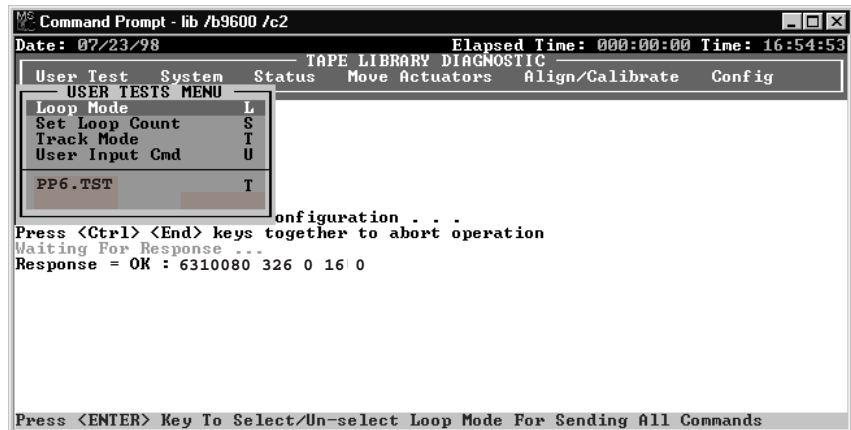 Command Prompt - lib /b9600 /c2
Date: 07/23/98 Elapsed Time: 000:00:00 Time: 16:54:53
TAPE LIBRARY DIAGNOSTIC
User Test System Status Move Actuators Align/Calibrate Config
USER TESTS MENU
Loop Mode L
Set Loop Count S
Track Mode T
User Input Cmd U
PP6.TST T
onfiguration . . .
Press <Ctrl> <End> keys together to abort operation
Waiting For Response ...
Response = OK : 6310080 326 0 16 0
Press <ENTER> Key To Select/Un-select Loop Mode For Sending All Commands